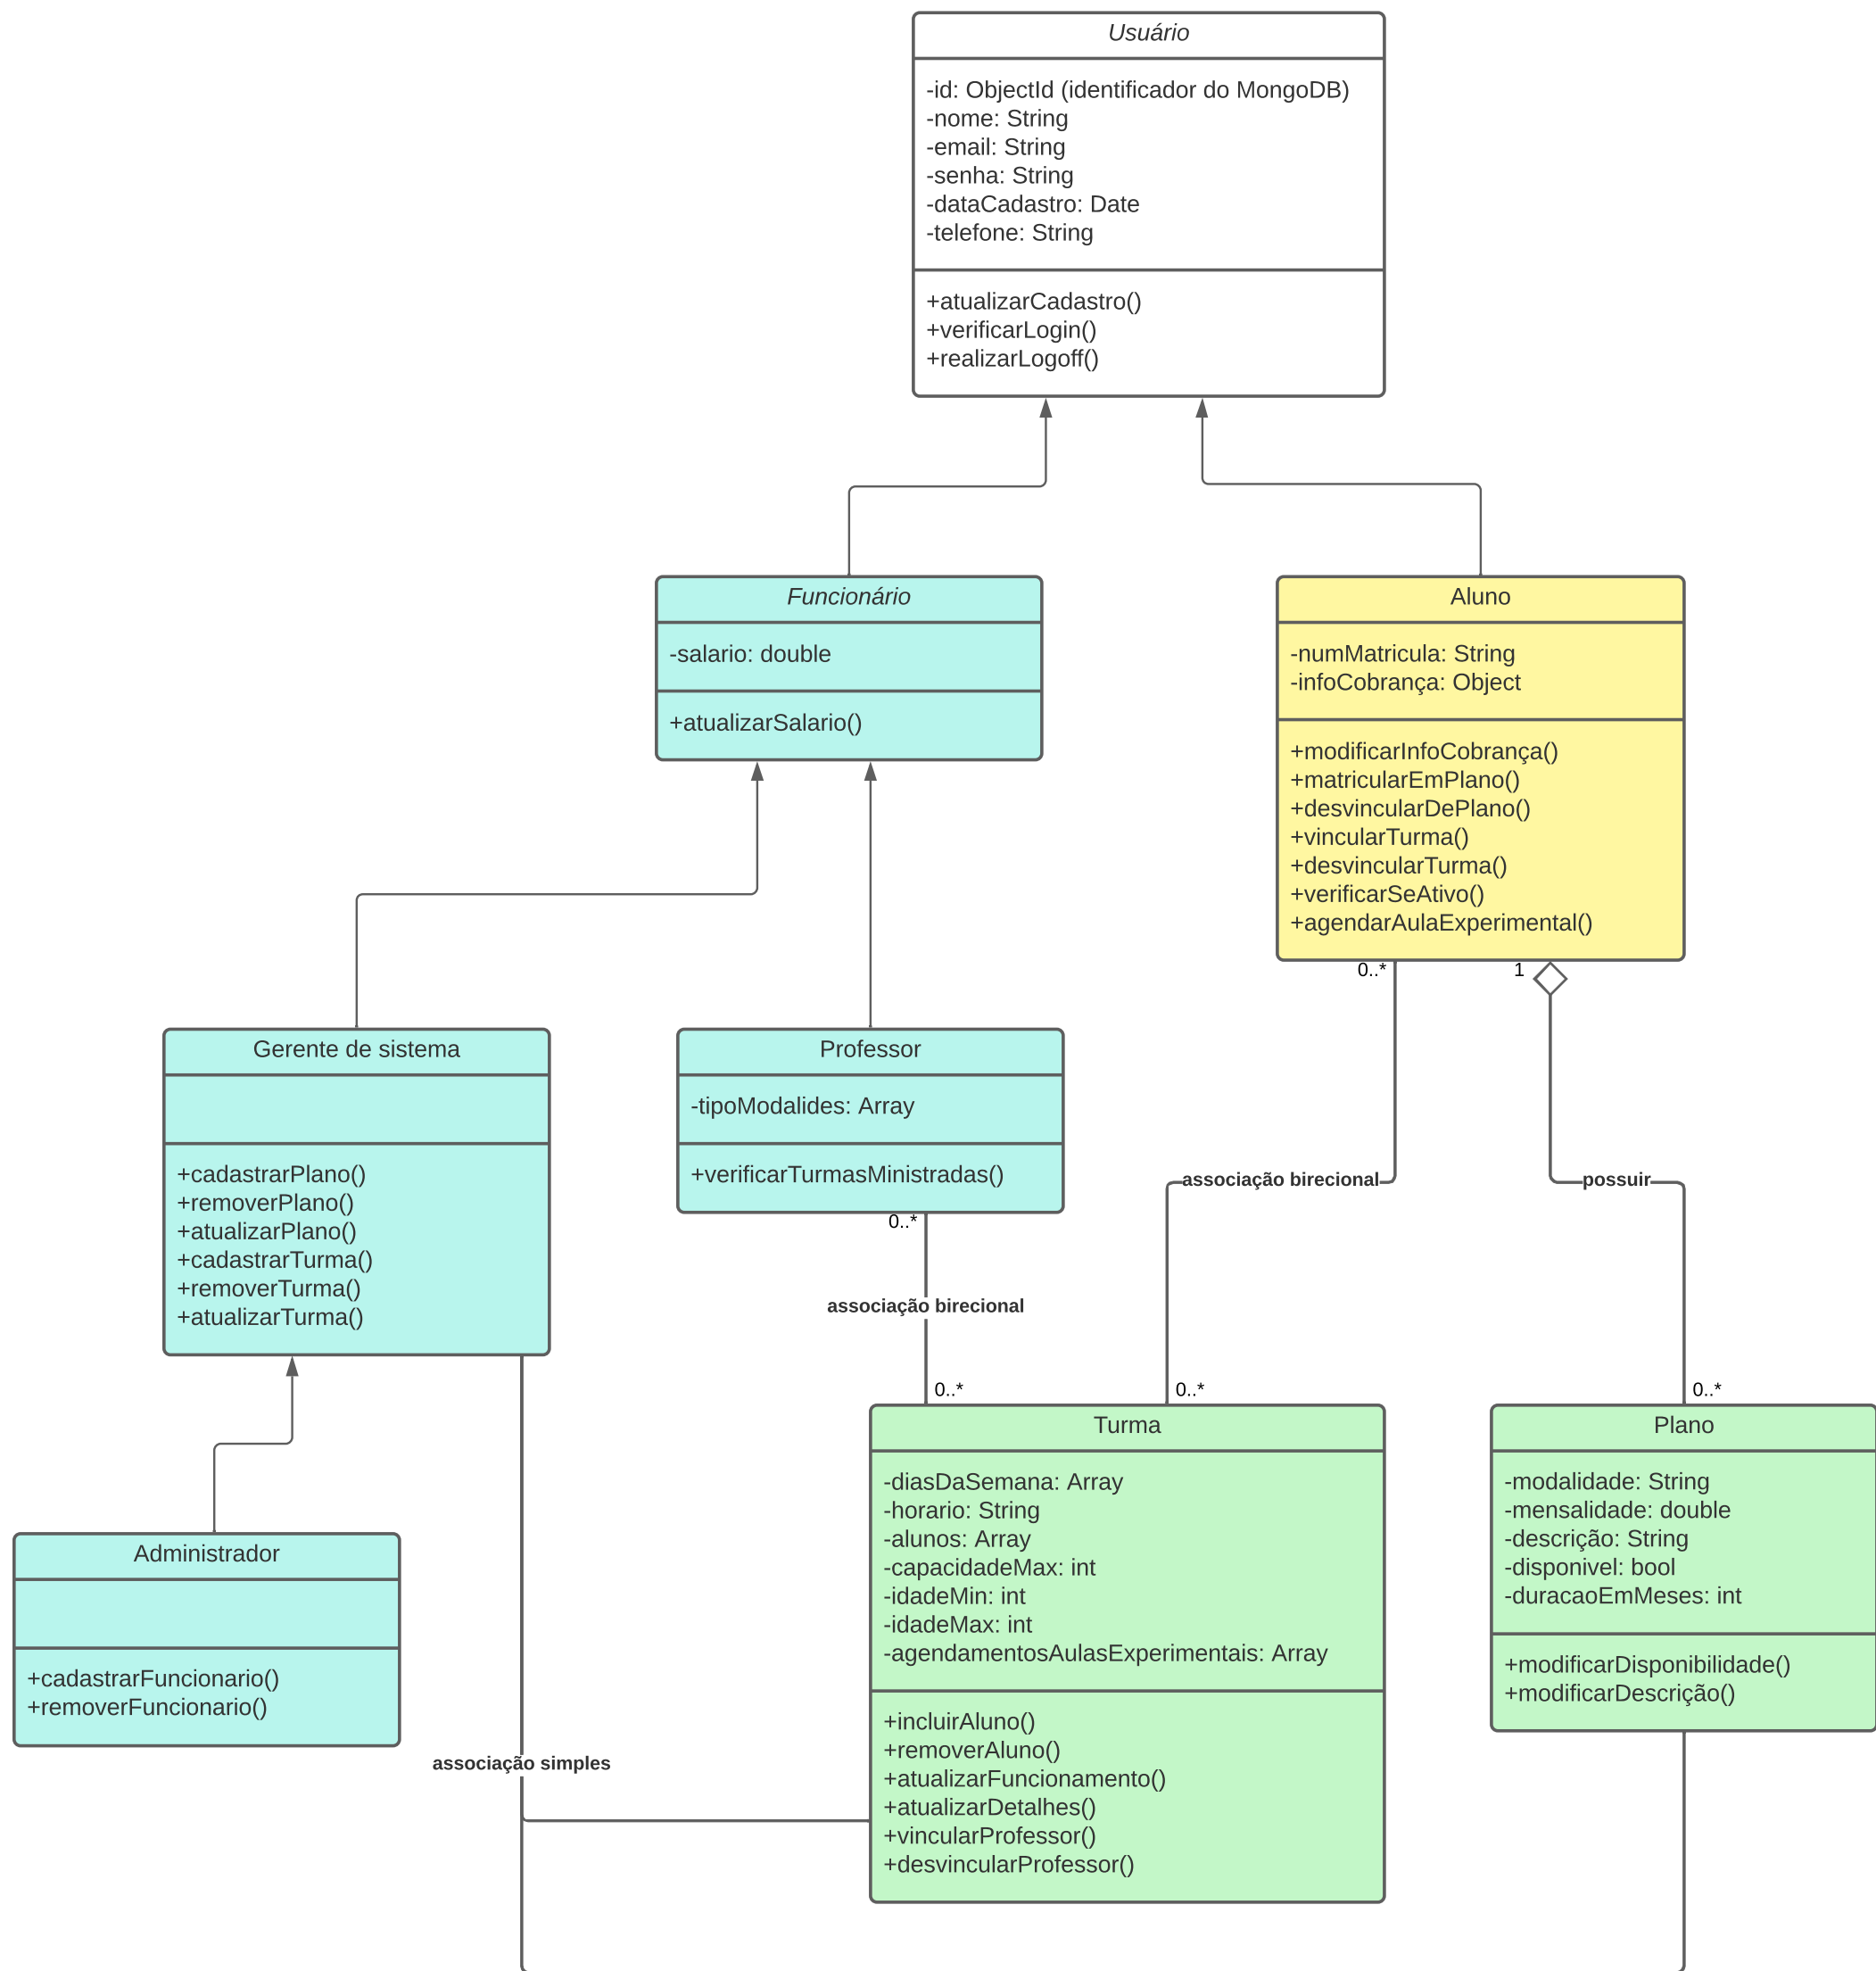 Usuário
-id: ObjectId (identificador do MongoDB)
-nome: String
-email: String
-senha: String
-dataCadastro: Date
-telefone: String
+atualizarCadastro()
+verificarLogin()
+realizarLogoff()
Funcionário
-salario: double
+atualizarSalario()
Aluno
-numMatricula: String
-infoCobrança: Object
+modificarInfoCobrança()
+matricularEmPlano()
+desvincularDePlano()
+vincularTurma()
+desvincularTurma()
+verificarSeAtivo()
+agendarAulaExperimental()
0..*
1
Gerente de sistema
+cadastrarPlano()
+removerPlano()
+atualizarPlano()
+cadastrarTurma()
+removerTurma()
+atualizarTurma()
Professor
-tipoModalides: Array
+verificarTurmasMinistradas()
0..*
associação birecional
possuir
associação birecional
0..*
0..*
0..*
Turma
-diasDaSemana: Array
-horario: String
-alunos: Array
-capacidadeMax: int
-idadeMin: int
-idadeMax: int
-agendamentosAulasExperimentais: Array
+incluirAluno()
+removerAluno()
+atualizarFuncionamento()
+atualizarDetalhes()
+vincularProfessor()
+desvincularProfessor()
Plano
-modalidade: String
-mensalidade: double
-descrição: String
-disponivel: bool
-duracaoEmMeses: int
+modificarDisponibilidade()
+modificarDescrição()
Administrador
+cadastrarFuncionario()
+removerFuncionario()
associação simples